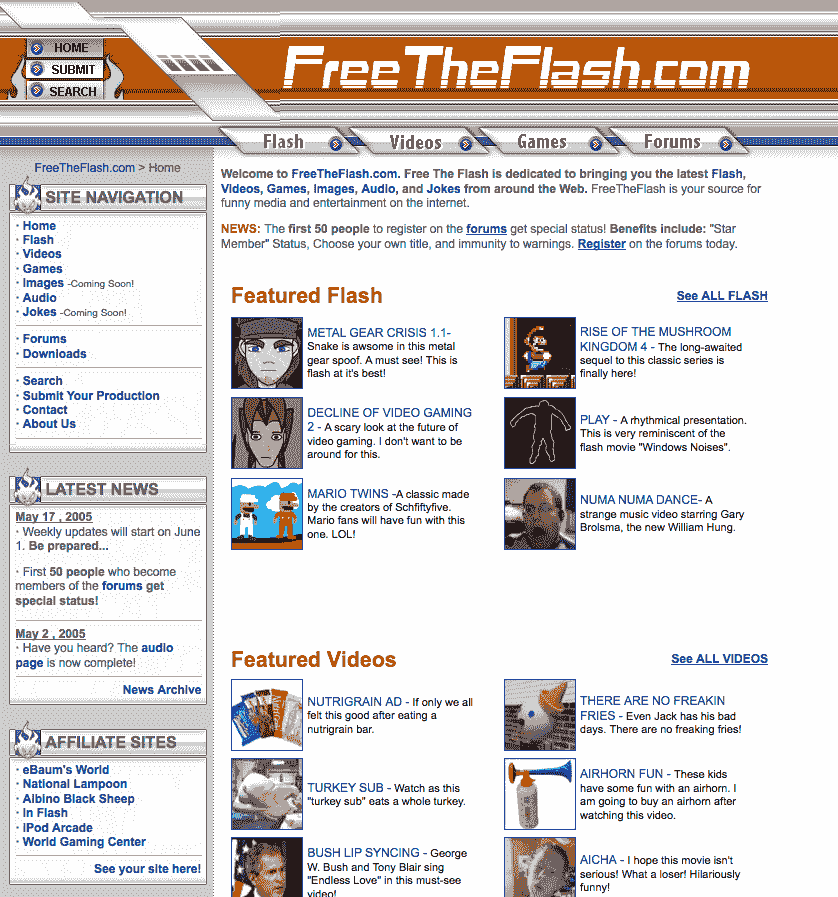 HOME
SUBMIT
SEARCH
FreeTheFlash.com
Flash
Videos
Games
Forums
FreeTheFlash.com > Home
SITE NAVIGATION
· Home
· Flash
· Videos
· Games
· Images -Coming Soon!
· Audio
· Jokes -Coming Soon!
· Forums
· Downloads
· Search
· Submit Your Production
· Contact
· About Us
LATEST NEWS
May 17 , 2005
· Weekly updates will start on June
1. Be prepared...
· First 50 people who become
members of the forums get
special status!
May 2 , 2005
· Have you heard? The audio
page is now complete!
News Archive
AFFILIATE SITES
· eBaum's World
· National Lampoon
· Albino Black Sheep
· In Flash
· iPod Arcade
· World Gaming Center
See your site here!
Welcome to FreeTheFlash.com. Free The Flash is dedicated to bringing you the latest Flash,
Videos, Games, Images, Audio, and Jokes from around the Web. FreeTheFlash is your source for
funny media and entertainment on the internet.
NEWS: The first 50 people to register on the forums get special status! Benefits include: "Star
Member" Status, Choose your own title, and immunity to warnings. Register on the forums today.
Featured Flash
See ALL FLASH
METAL GEAR CRISIS 1.1-
Snake is awsome in this metal
gear spoof. A must see! This is
flash at it's best!
RISE OF THE MUSHROOM
KINGDOM 4 - The long-awaited
sequel to this classic series is
finally here!
DECLINE OF VIDEO GAMING
2 - A scary look at the future of
video gaming. I don't want to be
around for this.
PLAY - A rhythmical presentation.
This is very reminiscent of the
flash movie "Windows Noises".
MARIO TWINS -A classic made
by the creators of Schfiftyfive.
Mario fans will have fun with this
one. LOL!
NUMA NUMA DANCE- A
strange music video starring Gary
Brolsma, the new William Hung.
Featured Videos
See ALL VIDEOS
NUTRIGRAIN AD - If only we all
felt this good after eating a
nutrigrain bar.
THERE ARE NO FREAKIN
FRIES - Even Jack has his bad
days. There are no freaking fries!
TURKEY SUB - Watch as this
"turkey sub" eats a whole turkey.
AIRHORN FUN - These kids
have some fun with an airhorn. I
am going to buy an airhorn after
watching this video.
BUSH LIP SYNCING - George
W. Bush and Tony Blair sing
"Endless Love" in this must-see
video!
AICHA - I hope this movie isn't
serious! What a loser! Hilariously
funny!